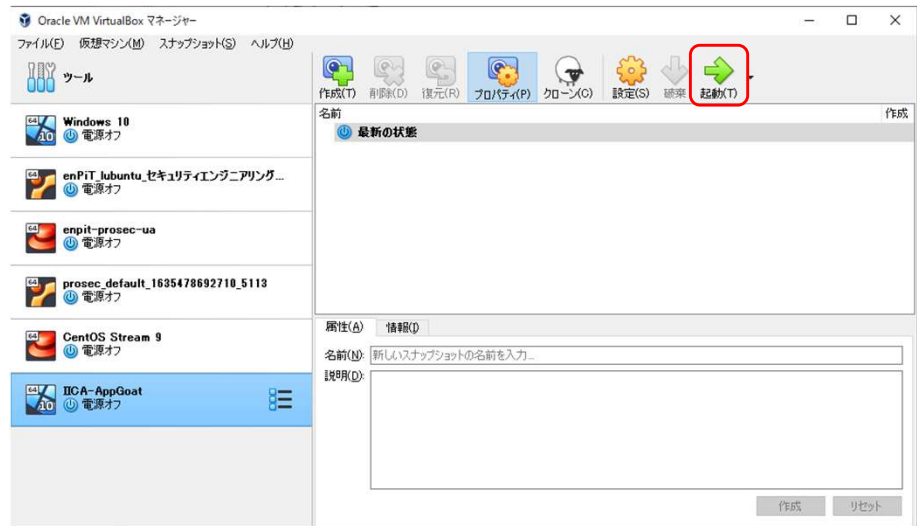 Oracle VM VirtualBox マネージャー
ファイル(F) 仮想マシン(M) スナップショット(S) ヘルプ(H)
ツール
作成(T) 削除(D) 復元(R) プロパティ(P) クローン(C) 設定(S) 破棄 起動(T)
名前 作成
最新の状態
64 10 Windows 10
電源オフ
64 enPiT_lubuntu_セキュリティエンジニアリング...
電源オフ
64 enpit-prosec-ua
電源オフ
64 prosec_default_1635478692710_5113
電源オフ
64 CentOS Stream 9
電源オフ
64 10 IICA-AppGoat
電源オフ
属性(A) 情報(I)
名前(N): 新しいスナップショットの名前を入力...
説明(D):
作成 リセット